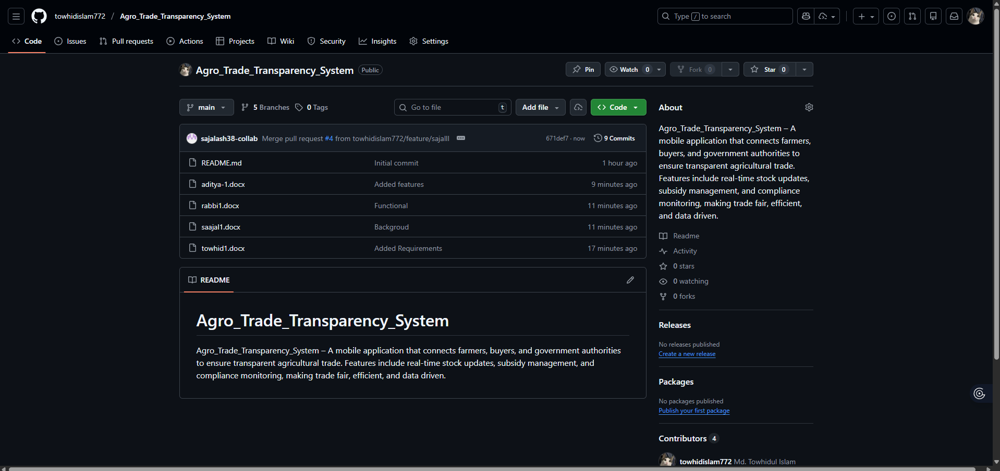 towhidislam772 / Agro_Trade_Transparency_System
Type / to search
Code Issues Pull requests Actions Projects Wiki Security Insights Settings
Agro_Trade_Transparency_System Public
Pin Watch 0 Fork 0 Star 0
main 5 Branches 0 Tags Go to file t Add file Code
sajalash38-collab Merge pull request #4 from towhidislam772/feature/sajalll 671def7 · now 9 Commits
README.md Initial commit 1 hour ago
aditya-1.docx Added features 9 minutes ago
rabbi1.docx Functional 11 minutes ago
saajal1.docx Backgroud 11 minutes ago
towhid1.docx Added Requirements 17 minutes ago
README
Agro_Trade_Transparency_System
Agro_Trade_Transparency_System – A mobile application that connects farmers, buyers, and government authorities
to ensure transparent agricultural trade. Features include real-time stock updates, subsidy management, and
compliance monitoring, making trade fair, efficient, and data driven.
About
Agro_Trade_Transparency_System – A
mobile application that connects farmers,
buyers, and government authorities to
ensure transparent agricultural trade.
Features include real-time stock updates,
subsidy management, and compliance
monitoring, making trade fair, efficient,
and data driven.
Readme
Activity
0 stars
0 watching
0 forks
Releases
No releases published
Create a new release
Packages
No packages published
Publish your first package
Contributors 4
towhidislam772 Md. Towhidul Islam